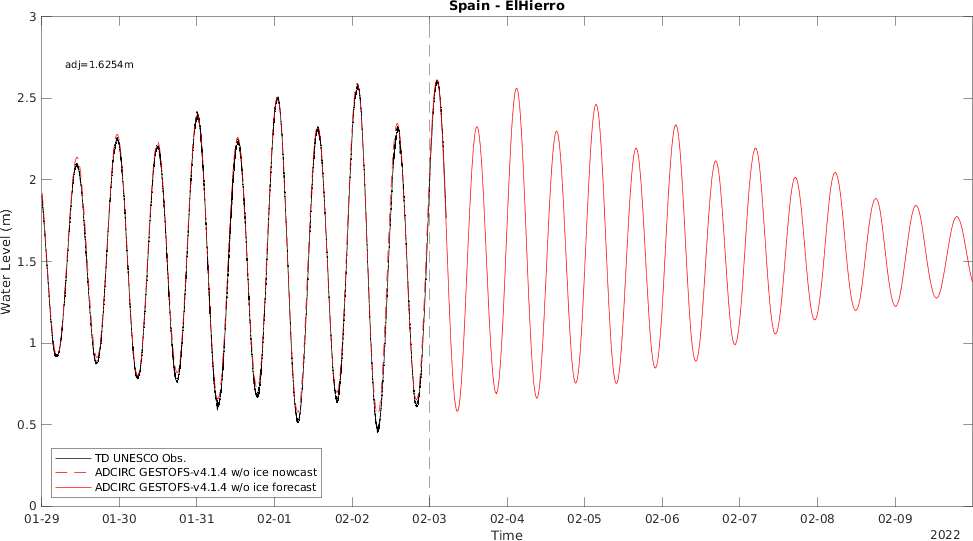 Spain - ElHierro
adj=1.6254m
3
2.5
2
1.5
1
0.5
0
Water Level (m)
TD UNESCO Obs.
ADCIRC GESTOFS-v4.1.4 w/o ice nowcast
ADCIRC GESTOFS-v4.1.4 w/o ice forecast
01-29 01-30 01-31 02-01 02-02 02-03 02-04 02-05 02-06 02-07 02-08 02-09
Time
2022